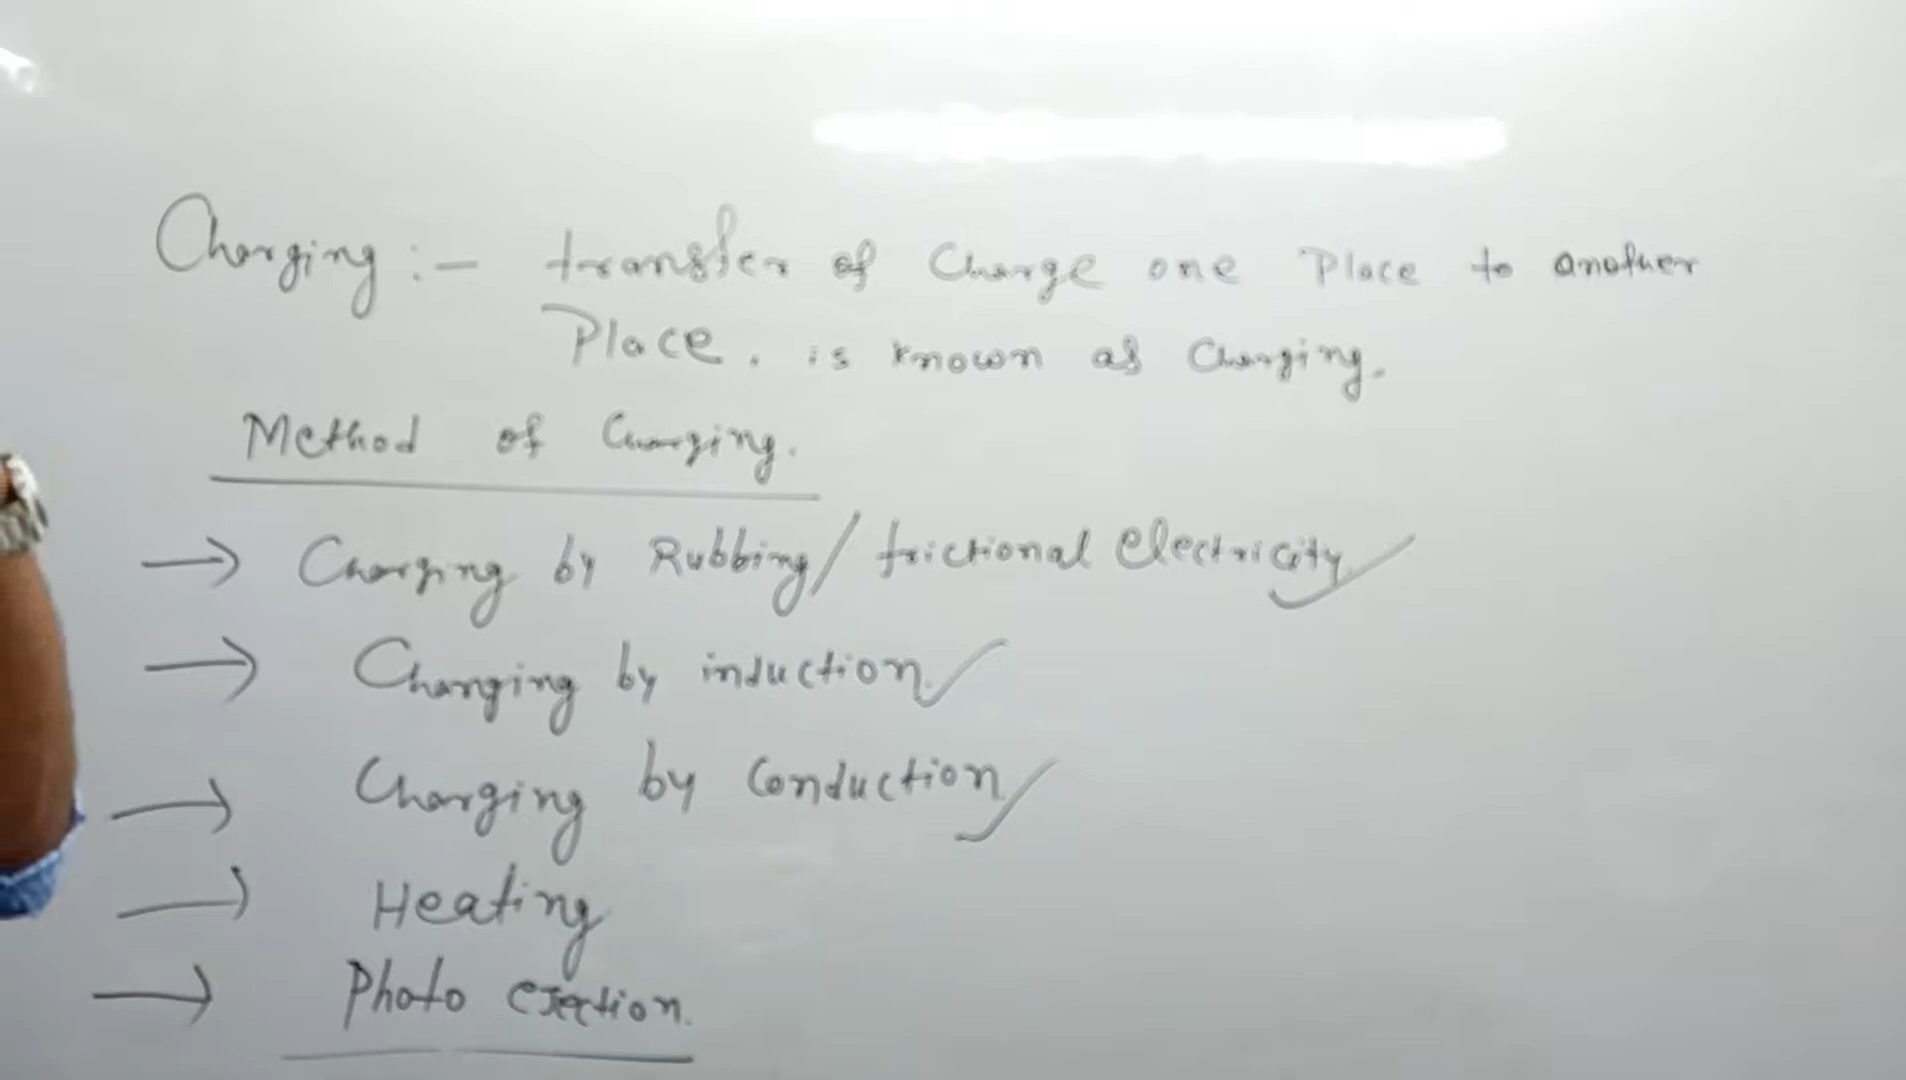 Charging :- transfer of Charge one Place to another
Place. is known as Charging.
Method of Charging.
→ Charging by Rubbing/ frictional electricity
→ Charging by induction.
→ Charging by Conduction
→ Heating
→ Photo ejection.